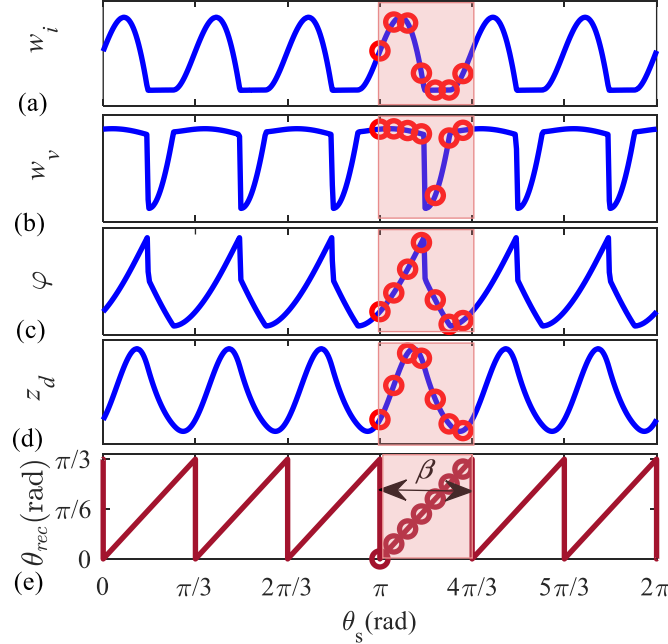 w_i
(a)
w_v
(b)
φ
(c)
z_d
(d)
π/3
β
π/6
θ_rec(rad)
0
(e)
0 π/3 2π/3 π 4π/3 5π/3 2π
θ_s(rad)